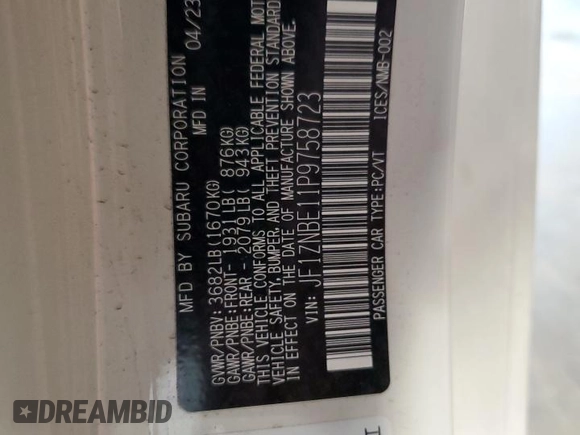 MFD BY SUBARU CORPORATION 04/23
MFD IN
GVWR/PNBV: 3682LB(1670KG)
GAWR/PNBE:FRONT- 1931LB( 876KG)
GAWR/PNBE:REAR - 2079LB( 943KG)
THIS VEHICLE CONFORMS TO ALL APPLICABLE FEDERAL MOT
VEHICLE SAFETY, BUMPER, AND THEFT PREVENTION STANDARD
IN EFFECT ON THE DATE OF MANUFACTURE SHOWN ABOVE.
VIN: JF1ZNBE11P9758723
PASSENGER CAR TYPE:PC/VT ICES/NMB-002
DREAMBID